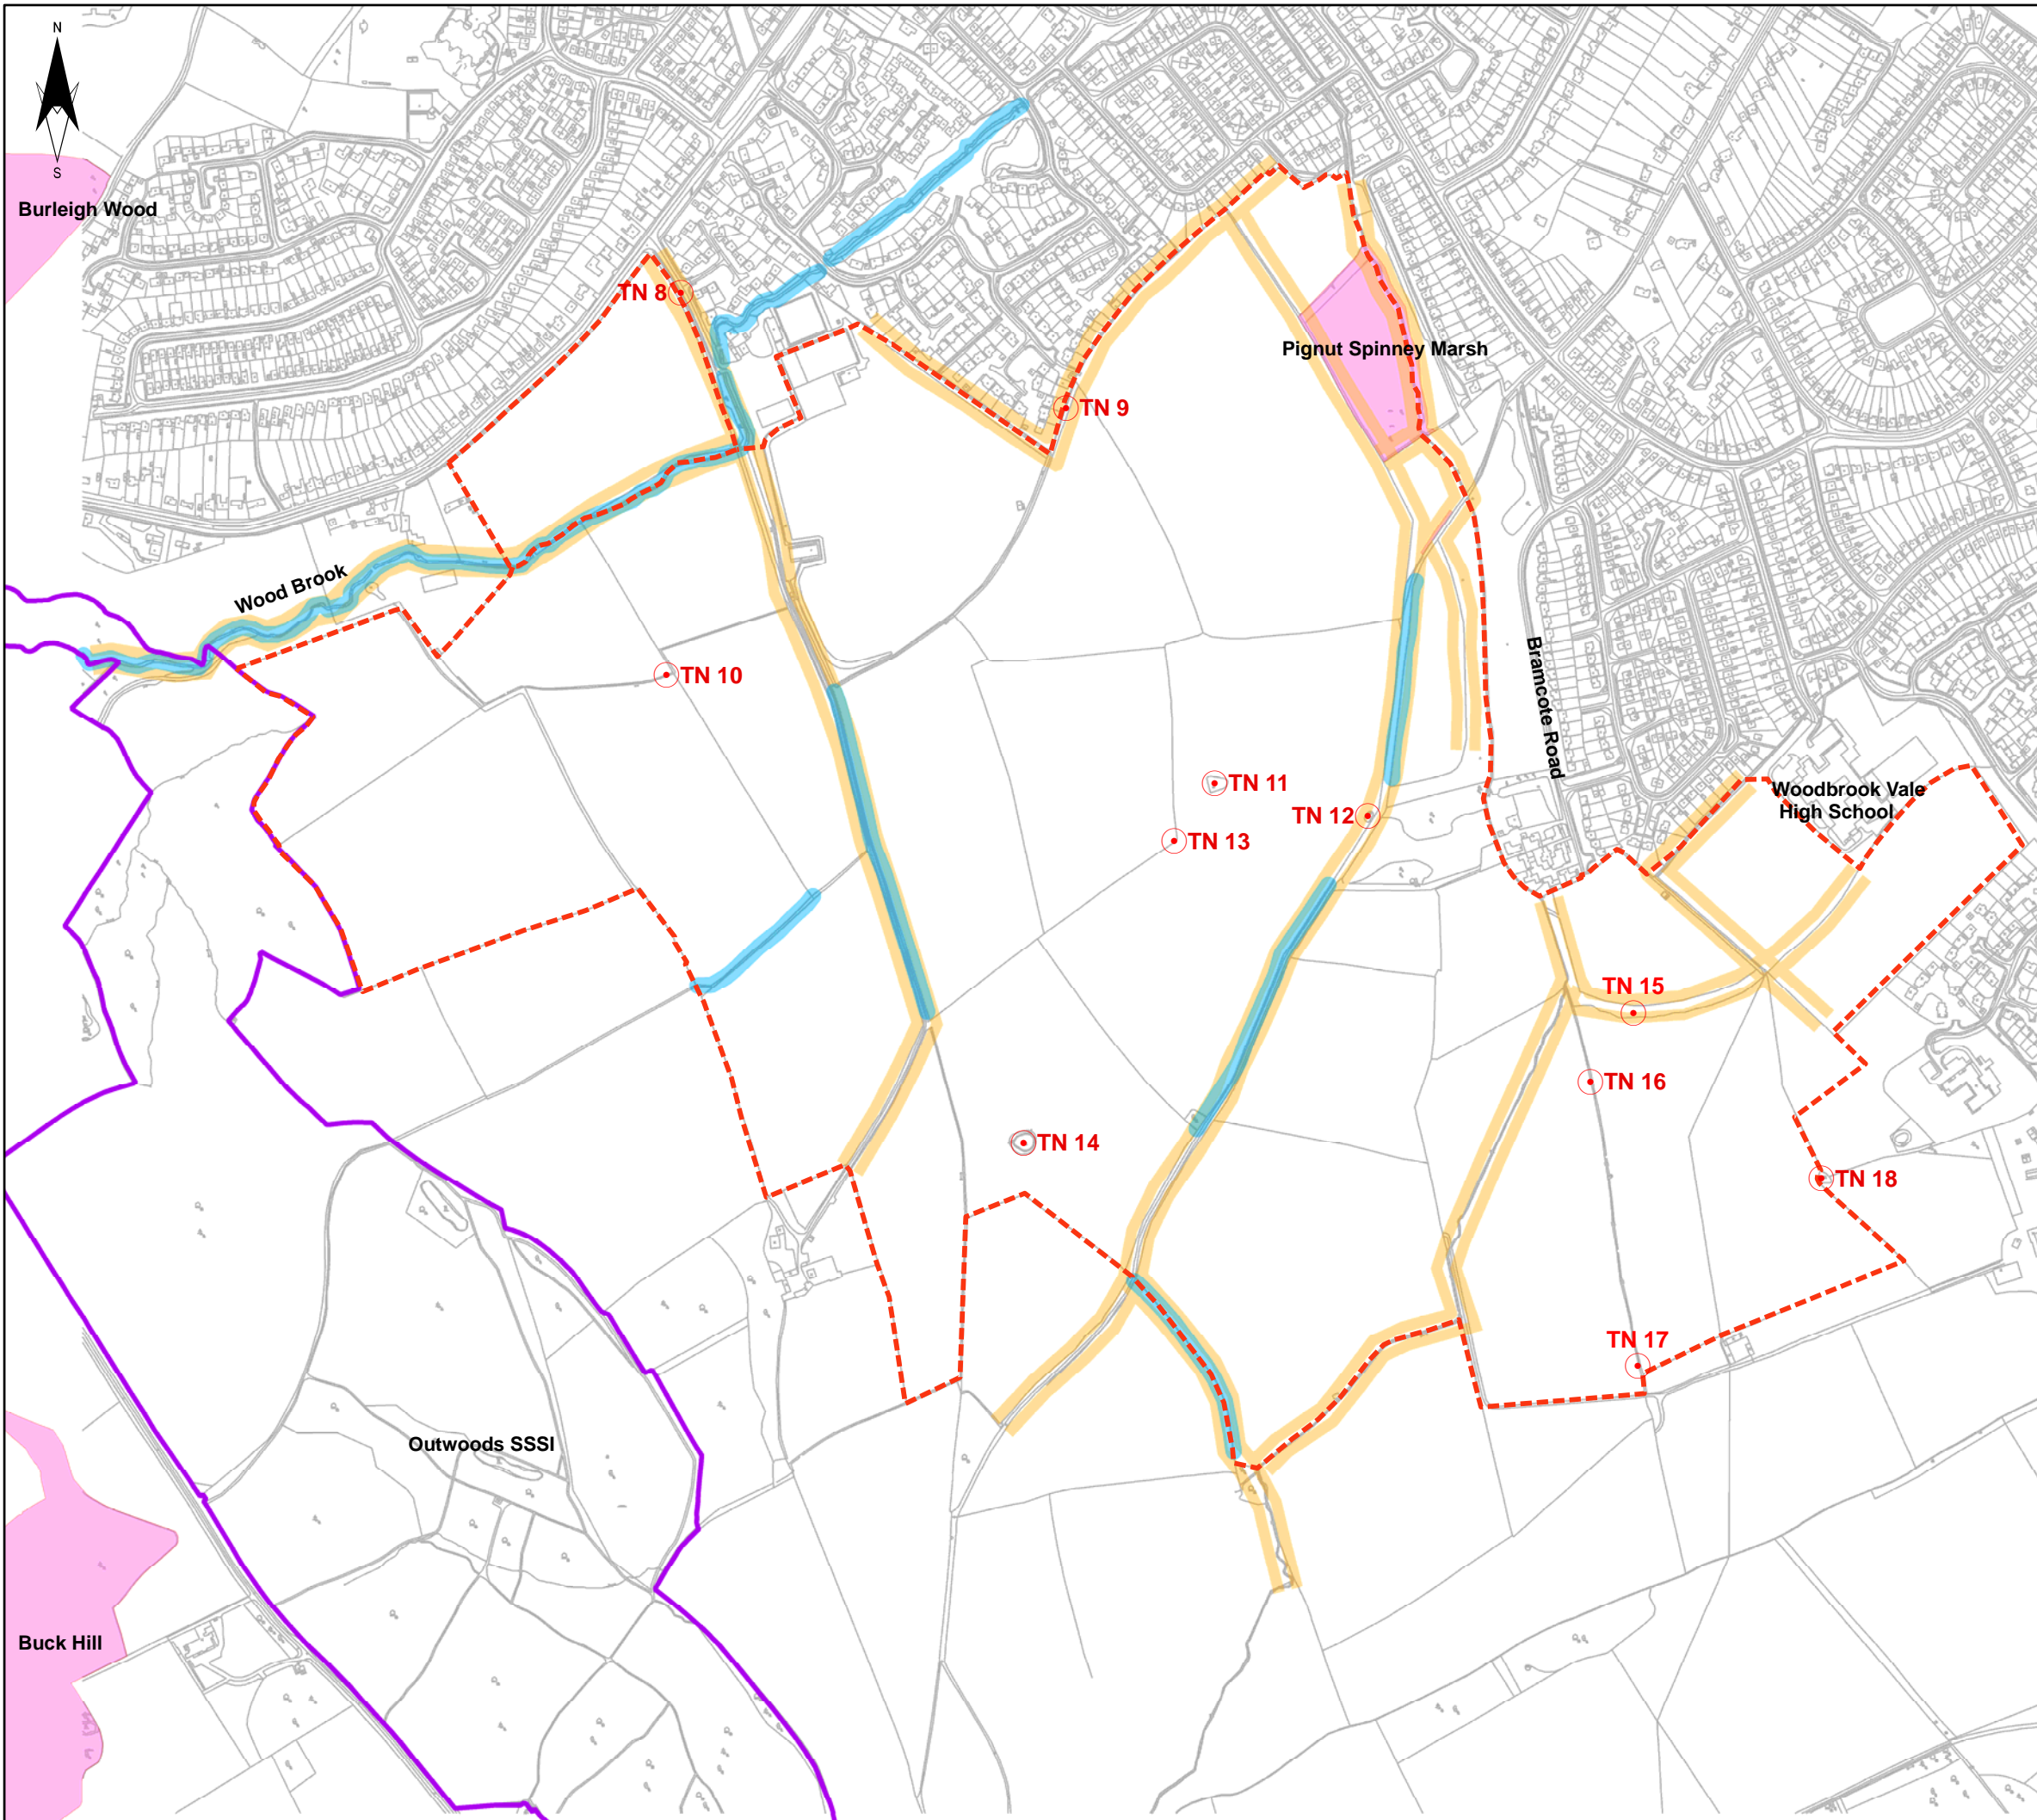 N
S
Burleigh Wood
TN 8
Pignut Spinney Marsh
TN 9
Wood Brook
TN 10
Bramcote Road
TN 11
Woodbrook Vale
High School
TN 12
TN 13
TN 15
TN 16
TN 14
TN 18
TN 17
Outwoods SSSI
Buck Hill